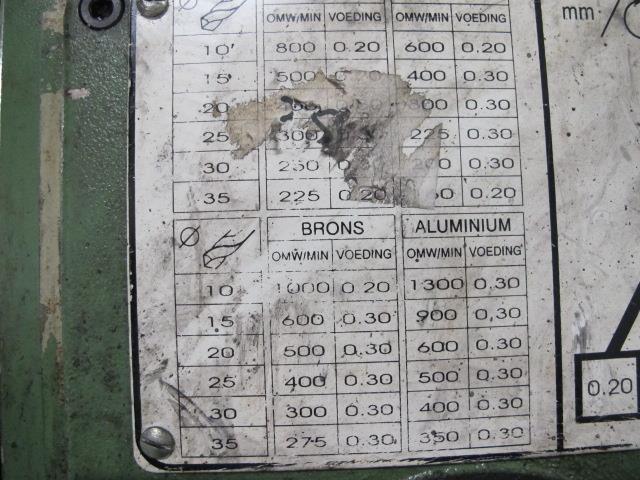 OMW/MIN VOEDING OMW/MIN VOEDING
10 800 0.20 600 0.20
15 500 400 0.30
20 0.30
25 300 225 0.30
30 250 0.30
35 225 0.20 0.20
Ø BRONS ALUMINIUM
OMW/MIN VOEDING OMW/MIN VOEDING
10 1000 0.20 1300 0.30
15 600 0.30 900 0.30
20 500 0.30 600 0.30
25 400 0.30 500 0.30
30 300 0.30 400 0.30
35 275 0.30 350 0.30
mm/
0.20